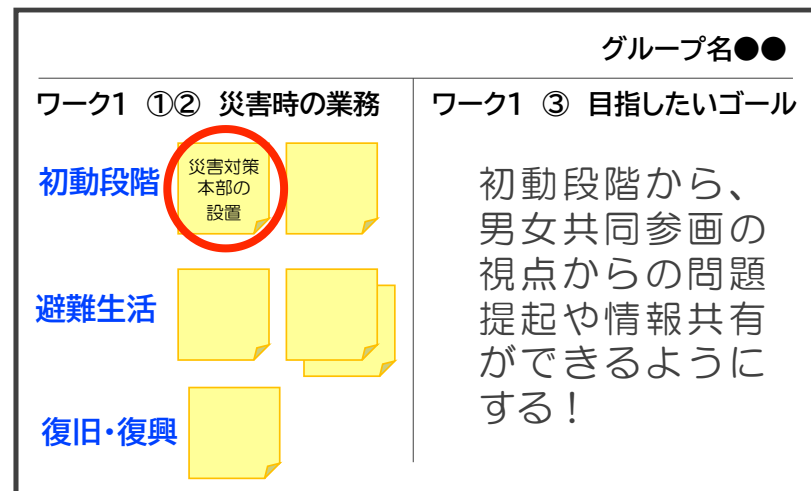 グループ名●●
ワーク1 ①② 災害時の業務
初動段階
災害対策
本部の
設置
避難生活
復旧・復興
ワーク1 ③ 目指したいゴール
初動段階から、
男女共同参画の
視点からの問題
提起や情報共有
ができるように
する！